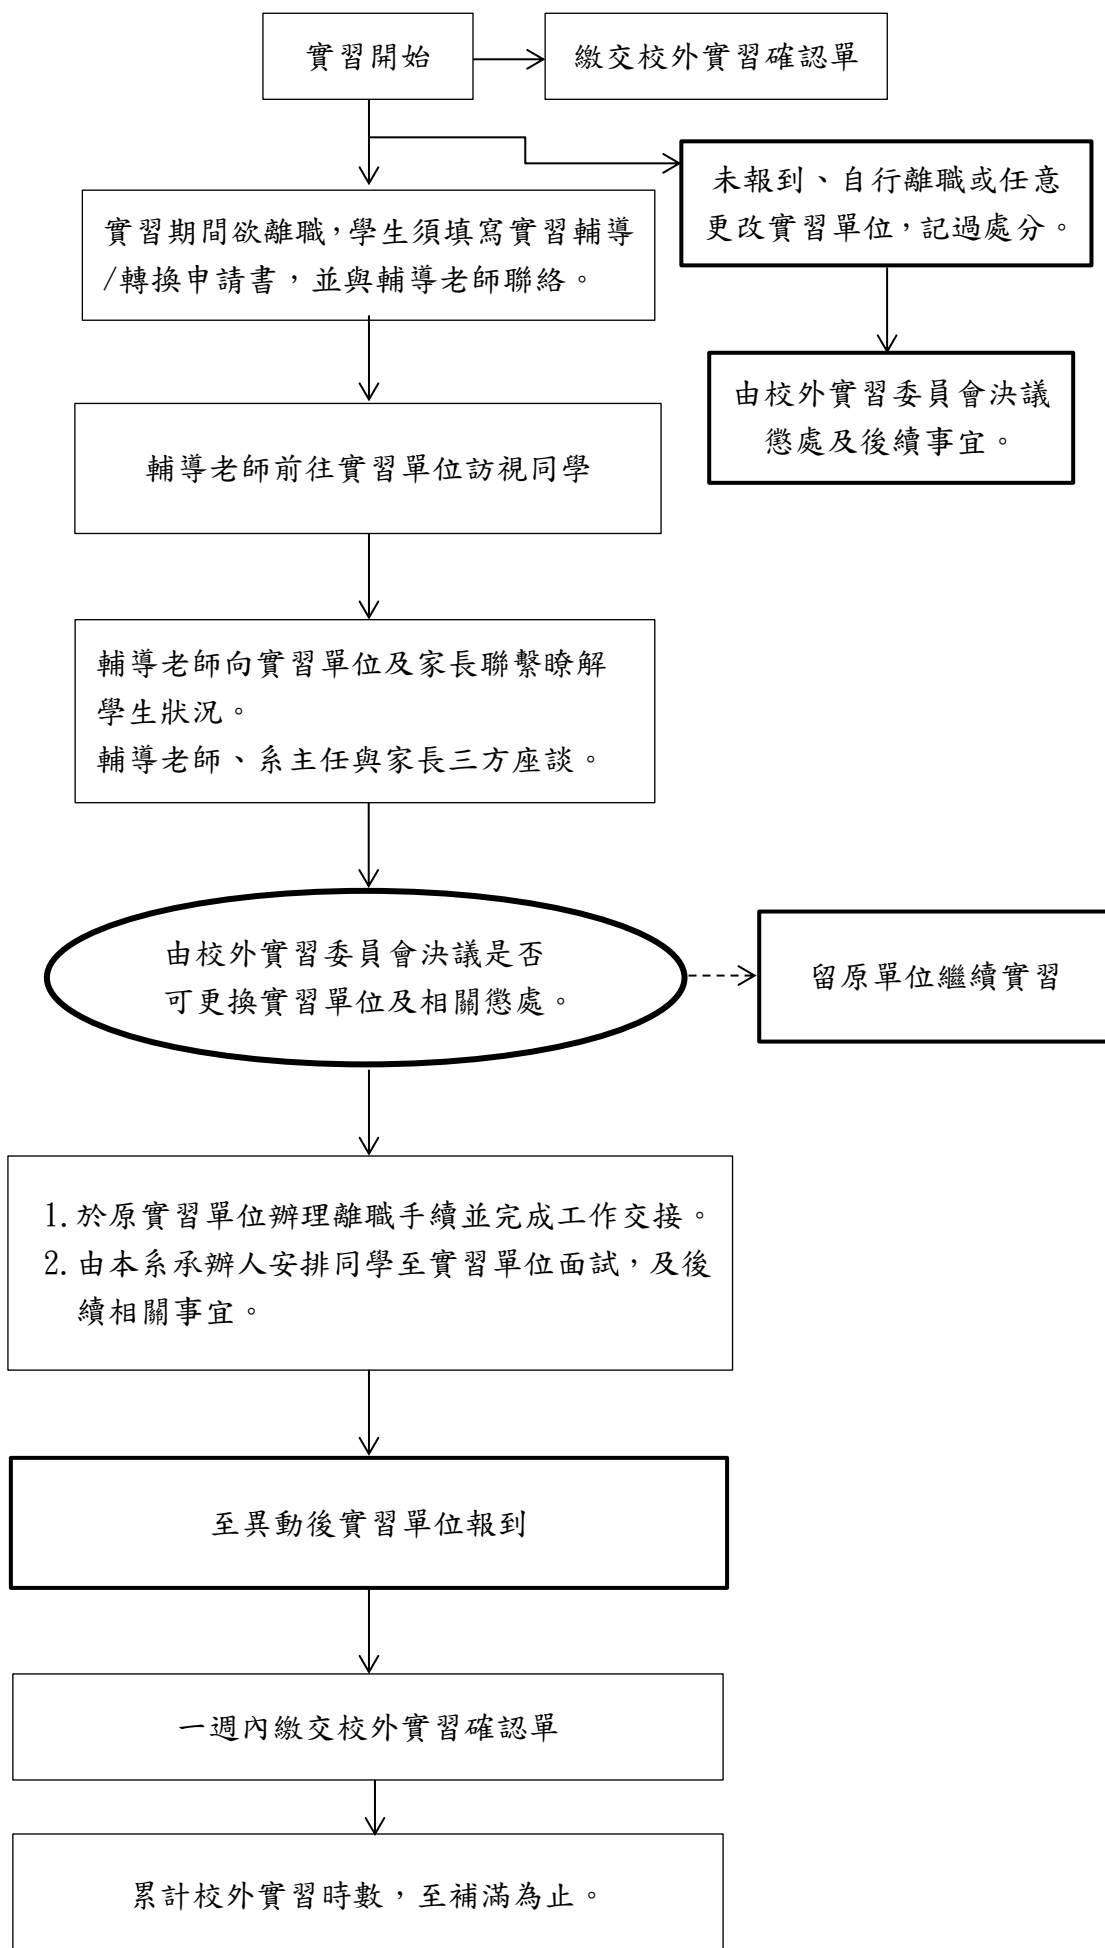 實習開始
繳交校外實習確認單
未報到、自行離職或任意
更改實習單位，記過處分。
實習期間欲離職，學生須填寫實習輔導
/轉換申請書，並與輔導老師聯絡。
由校外實習委員會決議
懲處及後續事宜。
輔導老師前往實習單位訪視同學
輔導老師向實習單位及家長聯繫瞭解
學生狀況。
輔導老師、系主任與家長三方座談。
由校外實習委員會決議是否
可更換實習單位及相關懲處。
留原單位繼續實習
1. 於原實習單位辦理離職手續並完成工作交接。
2. 由本系承辦人安排同學至實習單位面試，及後
續相關事宜。
至異動後實習單位報到
一週內繳交校外實習確認單
累計校外實習時數，至補滿為止。